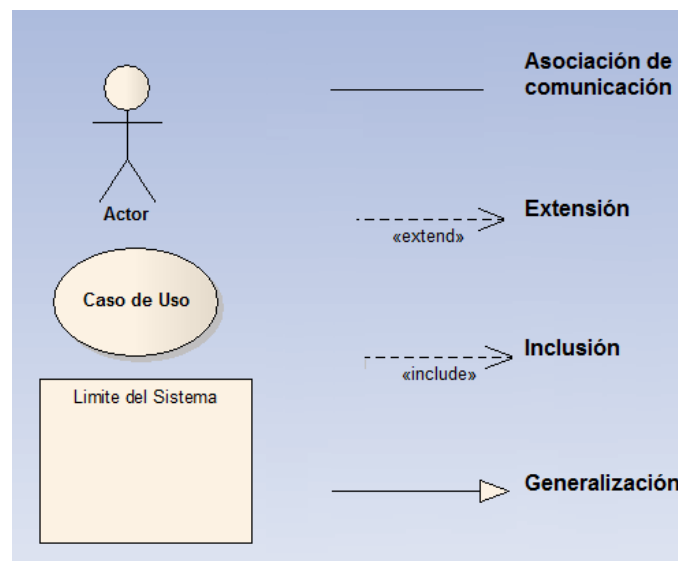 Actor
Caso de Uso
Limite del Sistema
Asociación de
comunicación
«extend»
Extensión
«include»
Inclusión
Generalización